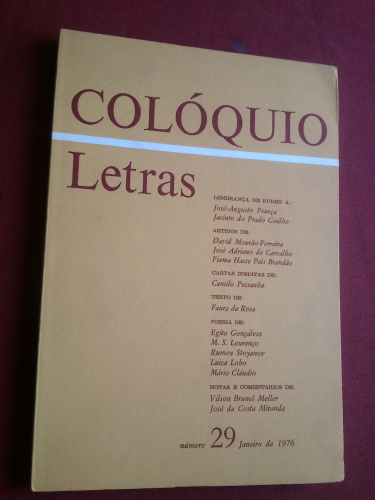 COLÓQUIO
Letras
LEMBRANÇA DE RUBEN A.:
José-Augusto França
Jacinto do Prado Coelho
ARTIGOS DE:
David Mourão-Ferreira
José Adriano de Carvalho
Fiama Hasse Pais Brandão
CARTAS INÉDITAS DE:
Camilo Pessanha
TEXTO DE:
Faure da Rosa
POESIA DE:
Egito Gonçalves
M. S. Lourenço
Rumen Stoyanov
Luiza Lobo
Mário Cláudio
NOTAS E COMENTÁRIOS DE:
Vilson Brunel Meller
José da Costa Miranda
número 29 Janeiro de 1976